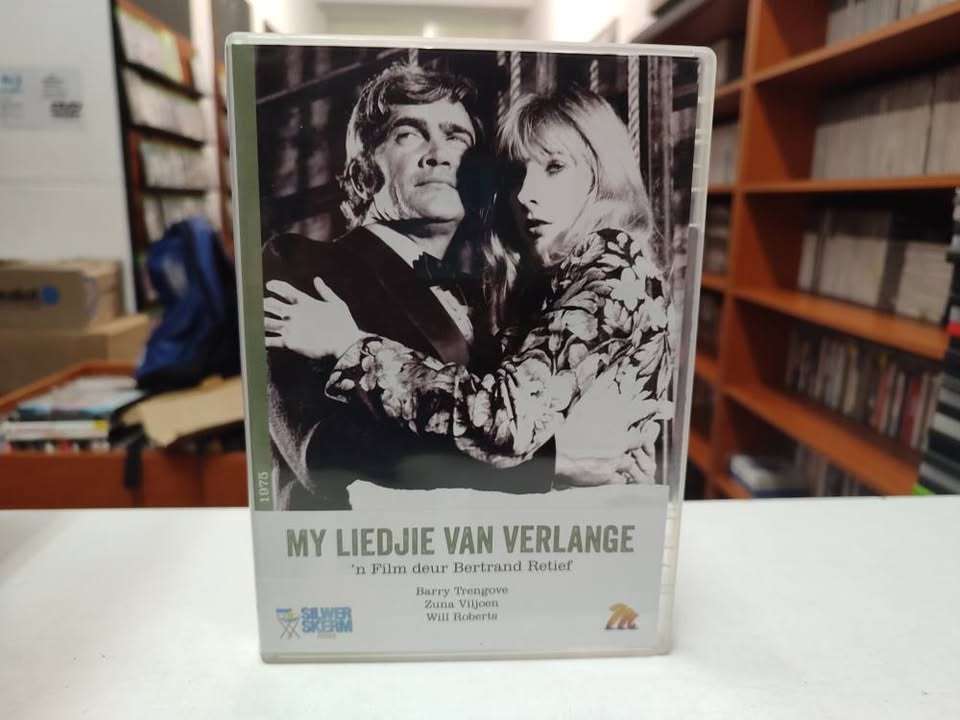 1975
MY LIEDJIE VAN VERLANGE
'n Film deur Bertrand Retief
Barry Trengove
Zuna Viljoen
Will Roberts
SILWER
SKERM